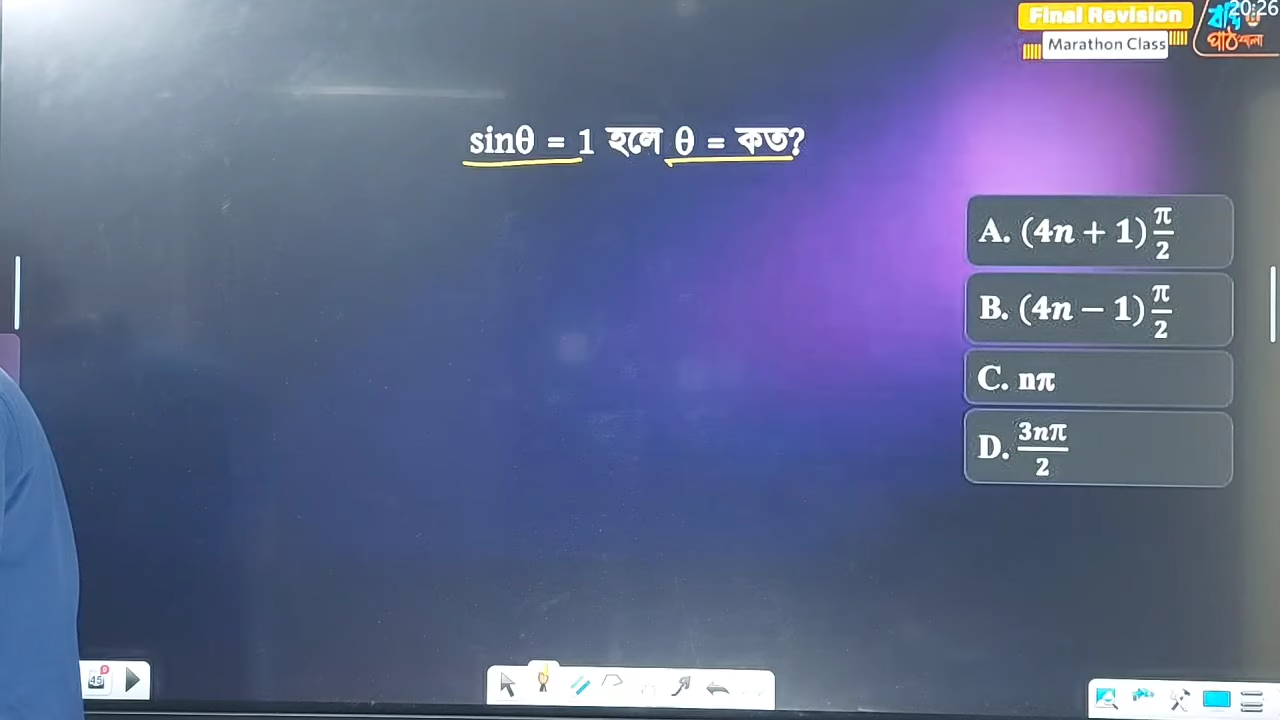 20:26
Final Revision
Marathon Class
পাঠশালা
sinθ = 1 হলে θ = কত?
A. (4n + 1) π/2
B. (4n − 1) π/2
C. nπ
D. 3nπ/2
45